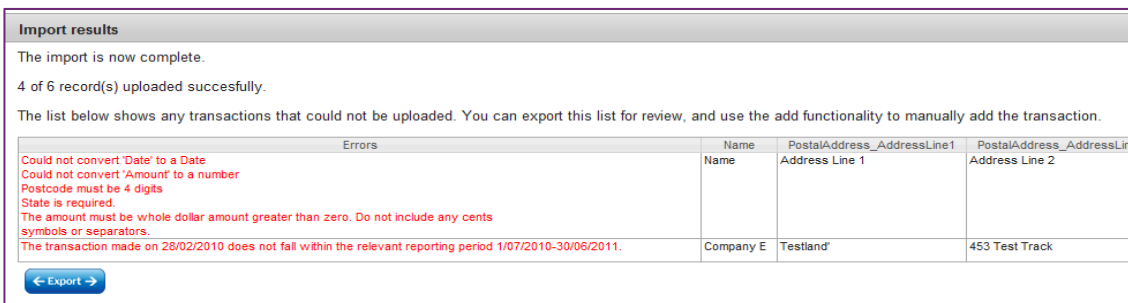 Import results
The import is now complete.
4 of 6 record(s) uploaded succesfully.
The list below shows any transactions that could not be uploaded. You can export this list for review, and use the add functionality to manually add the transaction.
Errors Name PostalAddress_AddressLine1 PostalAddress_AddressLin
Could not convert 'Date' to a Date Name Address Line 1 Address Line 2
Could not convert 'Amount' to a number
Postcode must be 4 digits
State is required.
The amount must be whole dollar amount greater than zero. Do not include any cents
symbols or separators.
The transaction made on 28/02/2010 does not fall within the relevant reporting period 1/07/2010-30/06/2011. Company E Testland' 453 Test Track
← Export →